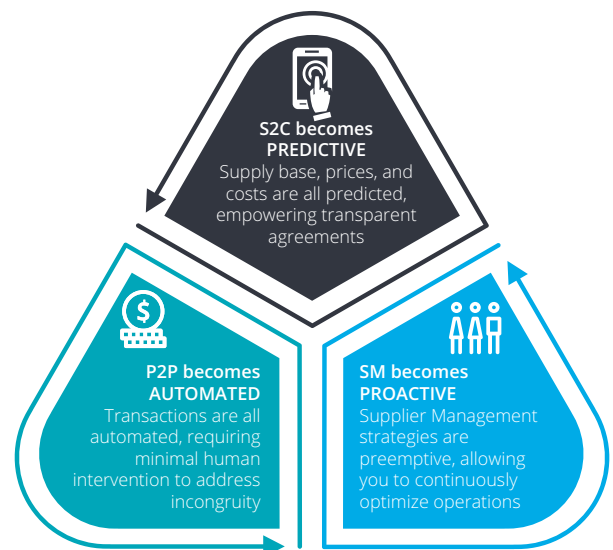 S2C becomes
PREDICTIVE
Supply base, prices, and
costs are all predicted,
empowering transparent
agreements
$
P2P becomes
AUTOMATED
Transactions are all
automated, requiring
minimal human
intervention to address
incongruity
SM becomes
PROACTIVE
Supplier Management
strategies are
preemptive, allowing
you to continuously
optimize operations